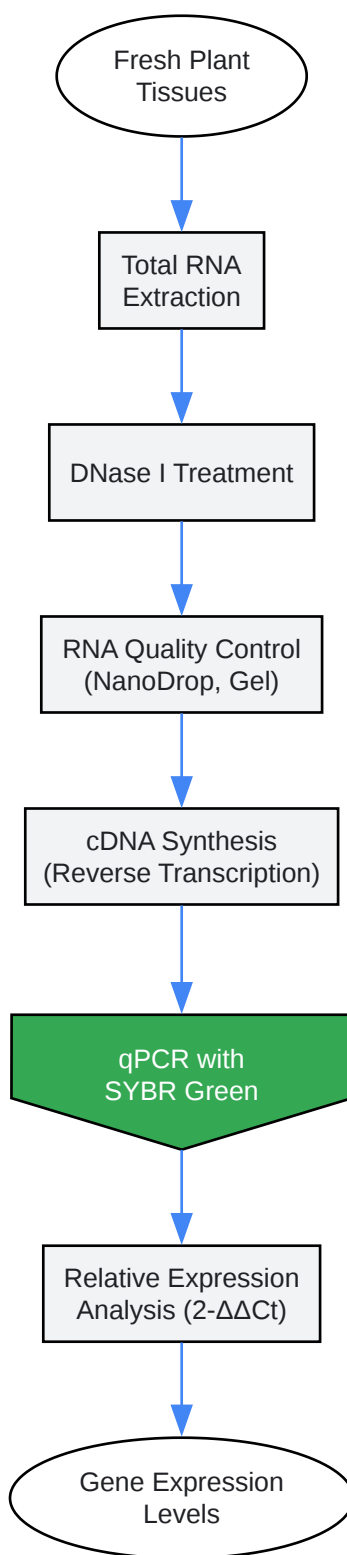 Fresh Plant
Tissues
Total RNA
Extraction
DNase I Treatment
RNA Quality Control
(NanoDrop, Gel)
cDNA Synthesis
(Reverse Transcription)
qPCR with
SYBR Green
Relative Expression
Analysis (2-ΔΔCt)
Gene Expression
Levels